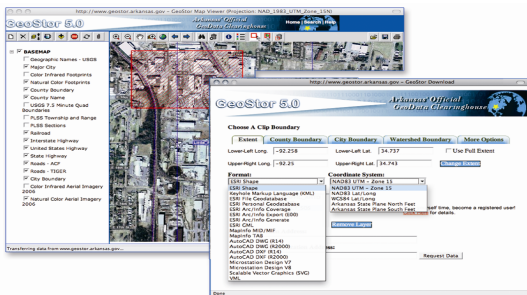 http://www.geostor.arkansas.gov - GeoStor Map Viewer (Projection: NAD_1983_UTM_Zone_15N)
GeoStor 5.0
Arkansas' Official
GeoData Clearinghouse
Home | Search | Help
BASEMAP
Geographic Names - USGS
Major City
Color Infrared Footprints
Natural Color Footprints
County Boundary
County Name
USGS 7.5 Minute Quad
Boundaries
PLSS Township and Range
PLSS Sections
Railroad
Interstate Highway
United States Highway
State Highway
Roads - ACF
Roads - TIGER
City Boundary
Color Infrared Aerial Imagery
2006
Natural Color Aerial Imagery
2006
Transferring data from www.geostor.arkansas.gov...
http://www.geostor.arkansas.gov - GeoStor Download
GeoStor 5.0
Arkansas' Official
GeoData Clearinghouse
Choose A Clip Boundary
Extent
County Boundary
City Boundary
Watershed Boundary
More Options
Lower-Left Long. -92.258
Lower-Left Lat. 34.737
Use Full Extent
Upper-Right Long. -92.25
Upper-Right Lat. 34.743
Change Extent
Format:
Coordinate System:
ESRI Shape
NAD83 UTM - Zone 15
ESRI Shape
Keyhole Markup Language (KML)
ESRI File Geodatabase
ESRI Personal Geodatabase
ESRI Arc/Info Coverage
ESRI Arc/Info Export (E00)
ESRI Arc/Info Generate
ESRI GML
MapInfo MID/MIF
MapInfo TAB
AutoCAD DWG (R14)
AutoCAD DWG (R2000)
AutoCAD DXF (R14)
AutoCAD DXF (R2000)
Microstation Design V7
Microstation Design V8
Scalable Vector Graphics (SVG)
VML
NAD83 UTM - Zone 15
NAD83 Lat/Long
WGS84 Lat/Long
Arkansas State Plane North Feet
Arkansas State Plane South Feet
self time, become a registered user!
for details.
Remove Layer
Request Data
Done